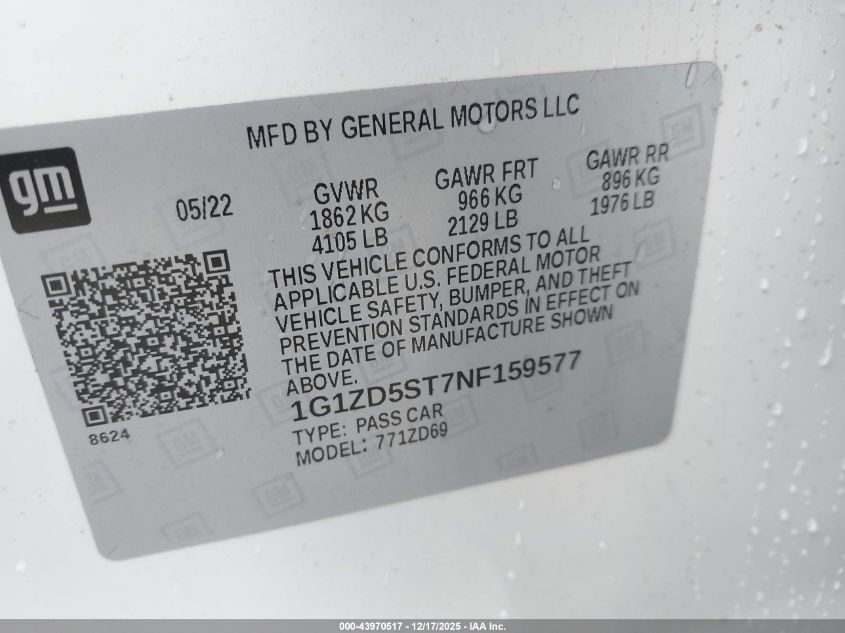 MFD BY GENERAL MOTORS LLC
gm
05/22
GVWR
1862 KG
4105 LB
GAWR FRT
966 KG
2129 LB
GAWR RR
896 KG
1976 LB
THIS VEHICLE CONFORMS TO ALL
APPLICABLE U.S. FEDERAL MOTOR
VEHICLE SAFETY, BUMPER, AND THEFT
PREVENTION STANDARDS IN EFFECT ON
THE DATE OF MANUFACTURE SHOWN
ABOVE.
1G1ZD5ST7NF159577
TYPE: PASS CAR
MODEL: 771ZD69
8624
000-43970517 - 12/17/2025 - IAA Inc.